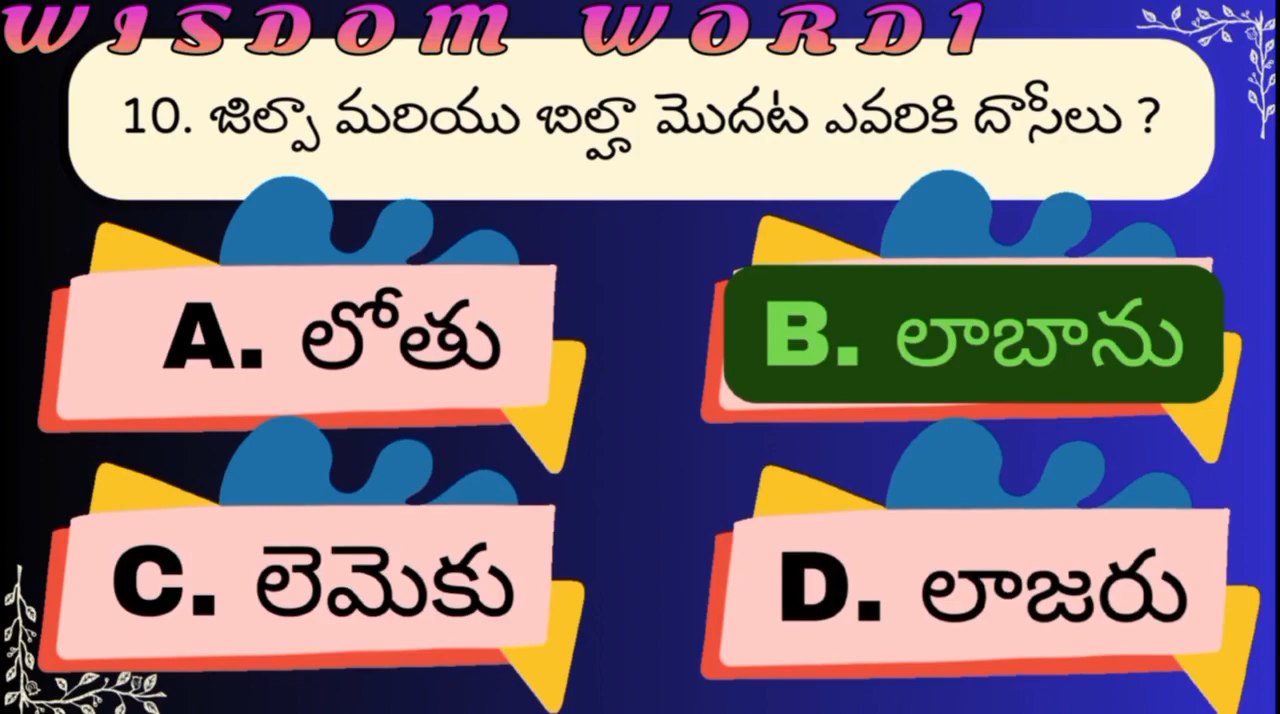 WISDOM WORD1
10. జిల్పా మరియు బిల్హా మొదట ఎవరికి దాసీలు ?
A. లోతు
B. లాబాను
C. లెమెకు
D. లాజరు